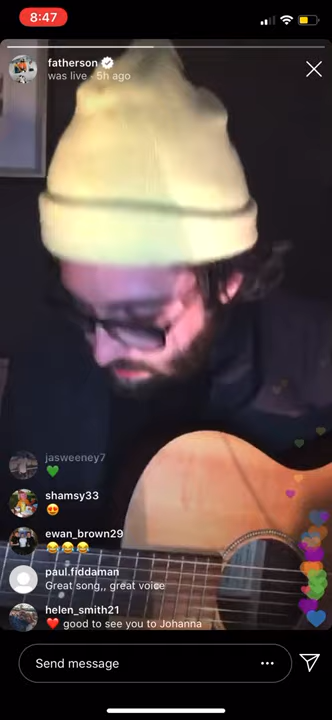 8:47
fatherson
was live · 5h ago
jasweeney7
💚
shamsy33
😍
ewan_brown29
😂😂😂
paul.fiddaman
Great song,, great voice
helen_smith21
❤️ good to see you to Johanna
Send message